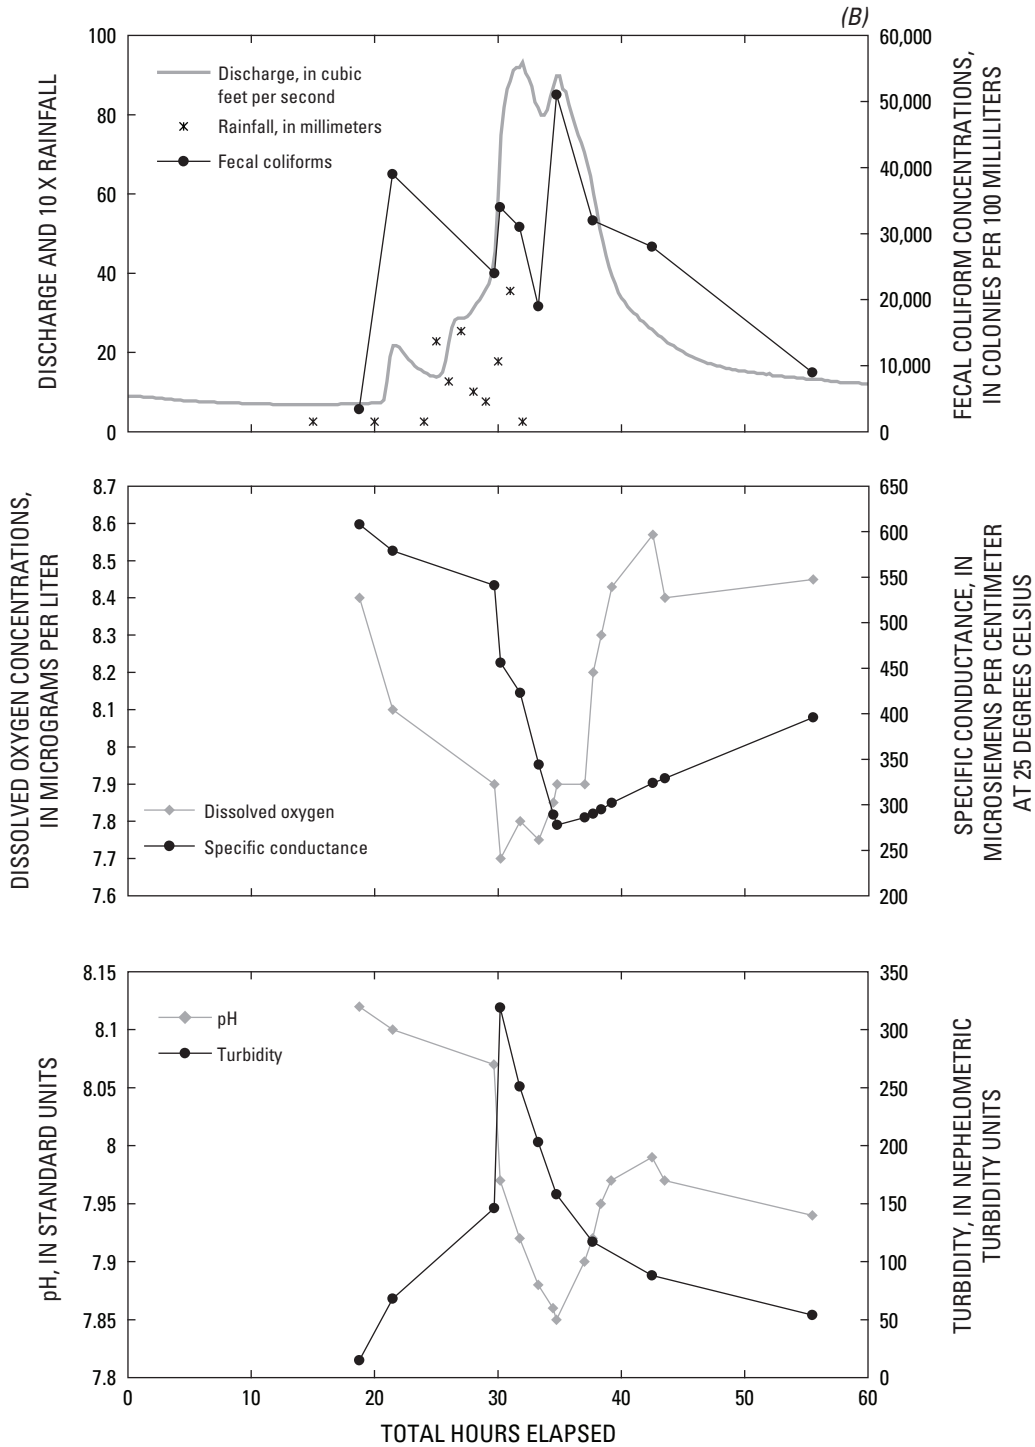 (B)
100
80
60
40
20
0
DISCHARGE AND 10 X RAINFALL
Discharge, in cubic
feet per second
Rainfall, in millimeters
Fecal coliforms
60,000
50,000
40,000
30,000
20,000
10,000
0
FECAL COLIFORM CONCENTRATIONS,
IN COLONIES PER 100 MILLILITERS
8.7
8.6
8.5
8.4
8.3
8.2
8.1
8
7.9
7.8
7.7
7.6
DISSOLVED OXYGEN CONCENTRATIONS,
IN MICROGRAMS PER LITER
Dissolved oxygen
Specific conductance
650
600
550
500
450
400
350
300
250
200
SPECIFIC CONDUCTANCE, IN
MICROSIEMENS PER CENTIMETER
AT 25 DEGREES CELSIUS
8.15
8.1
8.05
8
7.95
7.9
7.85
7.8
pH, IN STANDARD UNITS
pH
Turbidity
350
300
250
200
150
100
50
0
TURBIDITY, IN NEPHELOMETRIC
TURBIDITY UNITS
0 10 20 30 40 50 60
TOTAL HOURS ELAPSED